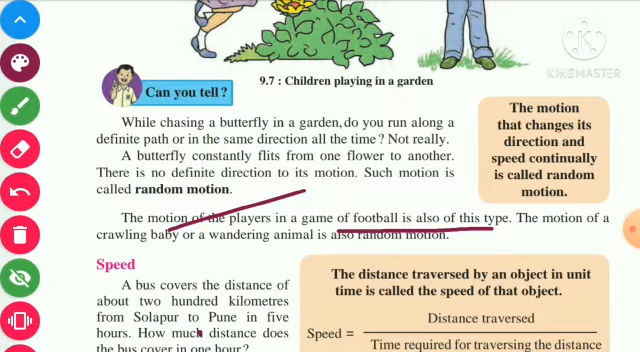 KINEMASTER
9.7 : Children playing in a garden
Can you tell?
While chasing a butterfly in a garden, do you run along a
definite path or in the same direction all the time? Not really.
A butterfly constantly flits from one flower to another.
There is no definite direction to its motion. Such motion is
called random motion.
The motion
that changes its
direction and
speed continually
is called random
motion.
The motion of the players in a game of football is also of this type. The motion of a
crawling baby or a wandering animal is also random motion.
Speed
A bus covers the distance of
about two hundred kilometres
from Solapur to Pune in five
hours. How much distance does
the bus cover in one hour?
The distance traversed by an object in unit
time is called the speed of that object.
Speed = Distance traversed
Time required for traversing the distance